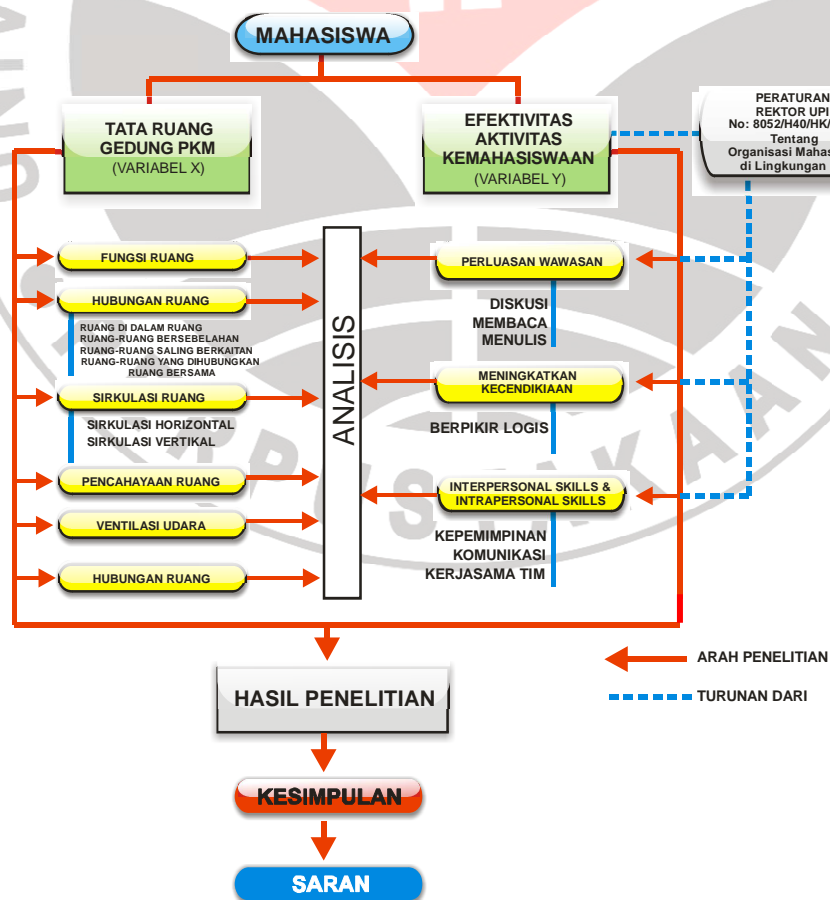 MAHASISWA
TATA RUANG
GEDUNG PKM
(VARIABEL X)
EFEKTIVITAS
AKTIVITAS
KEMAHASISWAAN
(VARIABEL Y)
PERATURAN
REKTOR UPI
No: 8052/H40/HK/
Tentang
Organisasi
di Lingkungan
FUNGSI RUANG
HUBUNGAN RUANG
RUANG DI DALAM RUANG
RUANG-RUANG BERSEBELAHAN
RUANG-RUANG SALING BERKAITAN
RUANG-RUANG YANG DIHUBUNGKAN
RUANG BERSAMA
SIRKULASI RUANG
SIRKULASI HORIZONTAL
SIRKULASI VERTIKAL
PENCAHAYAAN RUANG
VENTILASI UDARA
HUBUNGAN RUANG
ANALISIS
PERLUASAN WAWASAN
DISKUSI
MEMBACA
MENULIS
MENINGKATKAN
KECENDIKIAAN
BERPIKIR LOGIS
INTERPERSONAL SKILLS &
INTRAPERSONAL SKILLS
KEPEMIMPINAN
KOMUNIKASI
KERJASAMA TIM
HASIL PENELITIAN
KESIMPULAN
SARAN
ARAH PENELITIAN
TURUNAN DARI